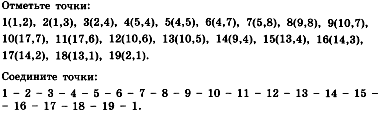 Отметьте точки:
1(1,2), 2(1,3), 3(2,4) 4(5,4) 5(4,5) 6(4,7) 7(5,8) 8(9,8), 9(10,7),
10(17,7), 11(17,6) 12(10,6) 13(10,5) 14(9,4) 15(13,4) 16(14,3),
17(14,2) 18(13,1), 19(2,1).
Соедините точки:
1 – 2 – 3 – 4 – 5 – 6 – 7 – 8 – 9 – 10 – 11 – 12 – 13 – 14 – 15 –
– 16 – 17 – 18 – 19 – 1.